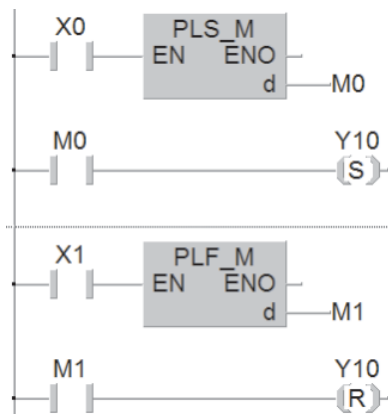 X0
PLS_M
EN ENO
d M0
M0 Y10
S
X1
PLF_M
EN ENO
d M1
M1 Y10
R